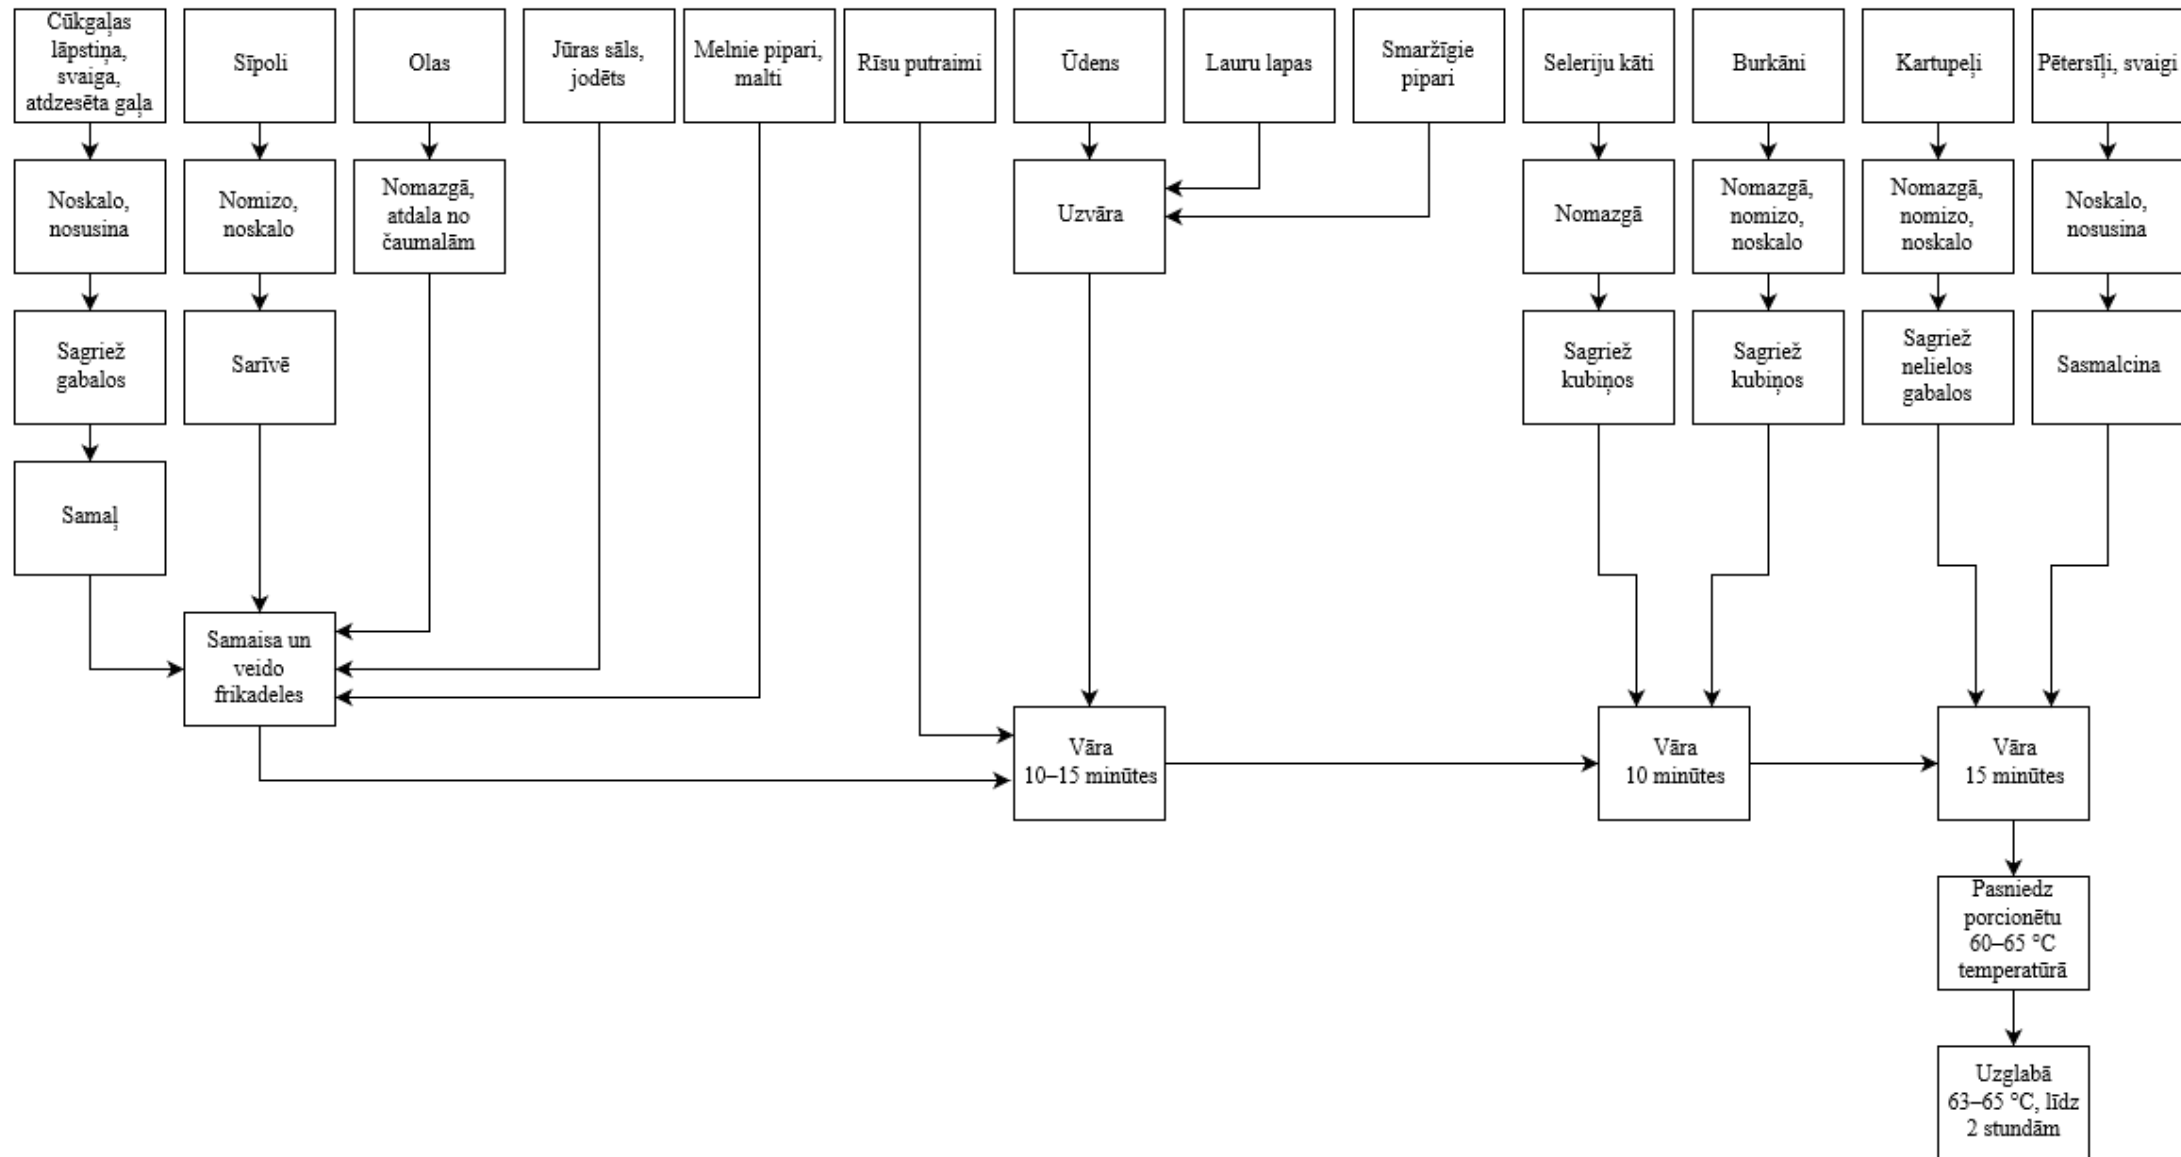 Cūkgaļas
lāpstiņa,
svaiga,
atdzesēta gaļa
Sīpoli
Olas
Jūras sāls,
jodēts
Melnie pipari,
malti
Rīsu putraimi
Ūdens
Lauru lapas
Smaržīgie
pipari
Seleriju kāti
Burkāni
Kartupeļi
Pētersīļi, svaigi
Noskalo,
nosusina
Nomizo,
noskalo
Nomazgā,
atdala no
čaumalām
Uzvāra
Nomazgā
Nomazgā,
nomizo,
noskalo
Nomazgā,
nomizo,
noskalo
Noskalo,
nosusina
Sagriež
gabalos
Sarīvē
Sagriež
kubiņos
Sagriež
kubiņos
Sagriež
nelielos
gabalos
Sasmalcina
Samaļ
Samaisa un
veido
frikadeles
Vāra
10–15 minūtes
Vāra
10 minūtes
Vāra
15 minūtes
Pasniedz
porcionētu
60–65 °C
temperatūrā
Uzglabā
63–65 °C, līdz
2 stundām